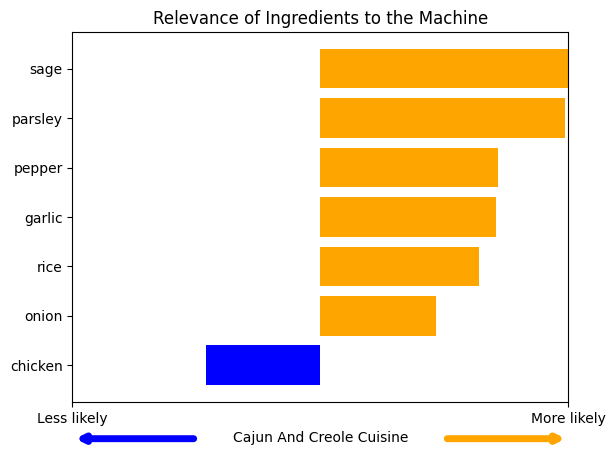 Relevance of Ingredients to the Machine
sage
parsley
pepper
garlic
rice
onion
chicken
Less likely More likely
Cajun And Creole Cuisine